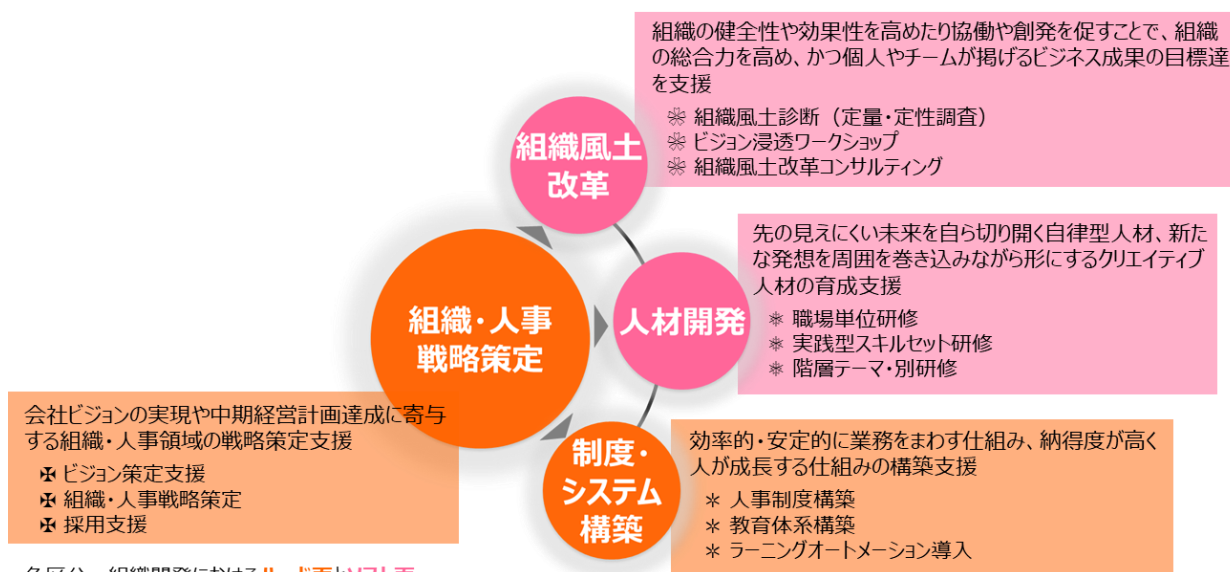 組織の健全性や効果性を高めたり協働や創発を促すことで、組織
の総合力を高め、かつ個人やチームが掲げるビジネス成果の目標達
を支援
❊ 組織風土診断（定量・定性調査）
❊ ビジョン浸透ワークショップ
❊ 組織風土改革コンサルティング
組織風土
改革
先の見えにくい未来を自ら切り開く自律型人材、新た
な発想を周囲を巻き込みながら形にするクリエイティブ
人材の育成支援
＊ 職場単位研修
＊ 実践型スキルセット研修
＊ 階層テーマ・別研修
人材開発
組織・人事
戦略策定
会社ビジョンの実現や中期経営計画達成に寄与
する組織・人事領域の戦略策定支援
✠ ビジョン策定支援
✠ 組織・人事戦略策定
✠ 採用支援
制度・
システム
構築
効率的・安定的に業務をまわす仕組み、納得度が高く
人が成長する仕組みの構築支援
＊ 人事制度構築
＊ 教育体系構築
＊ ラーニングオートメーション導入